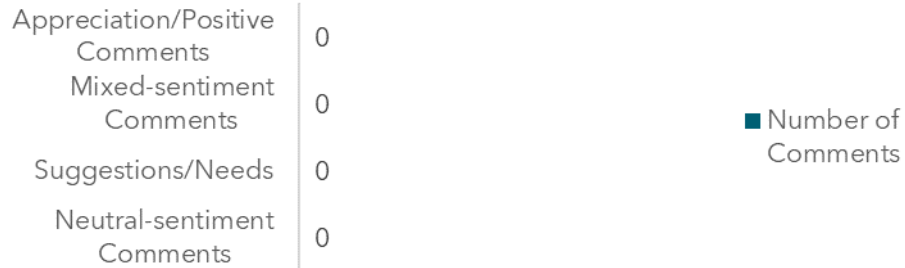 Appreciation/Positive
Comments
0
Mixed-sentiment
Comments
0
Suggestions/Needs
0
Neutral-sentiment
Comments
0
Number of
Comments